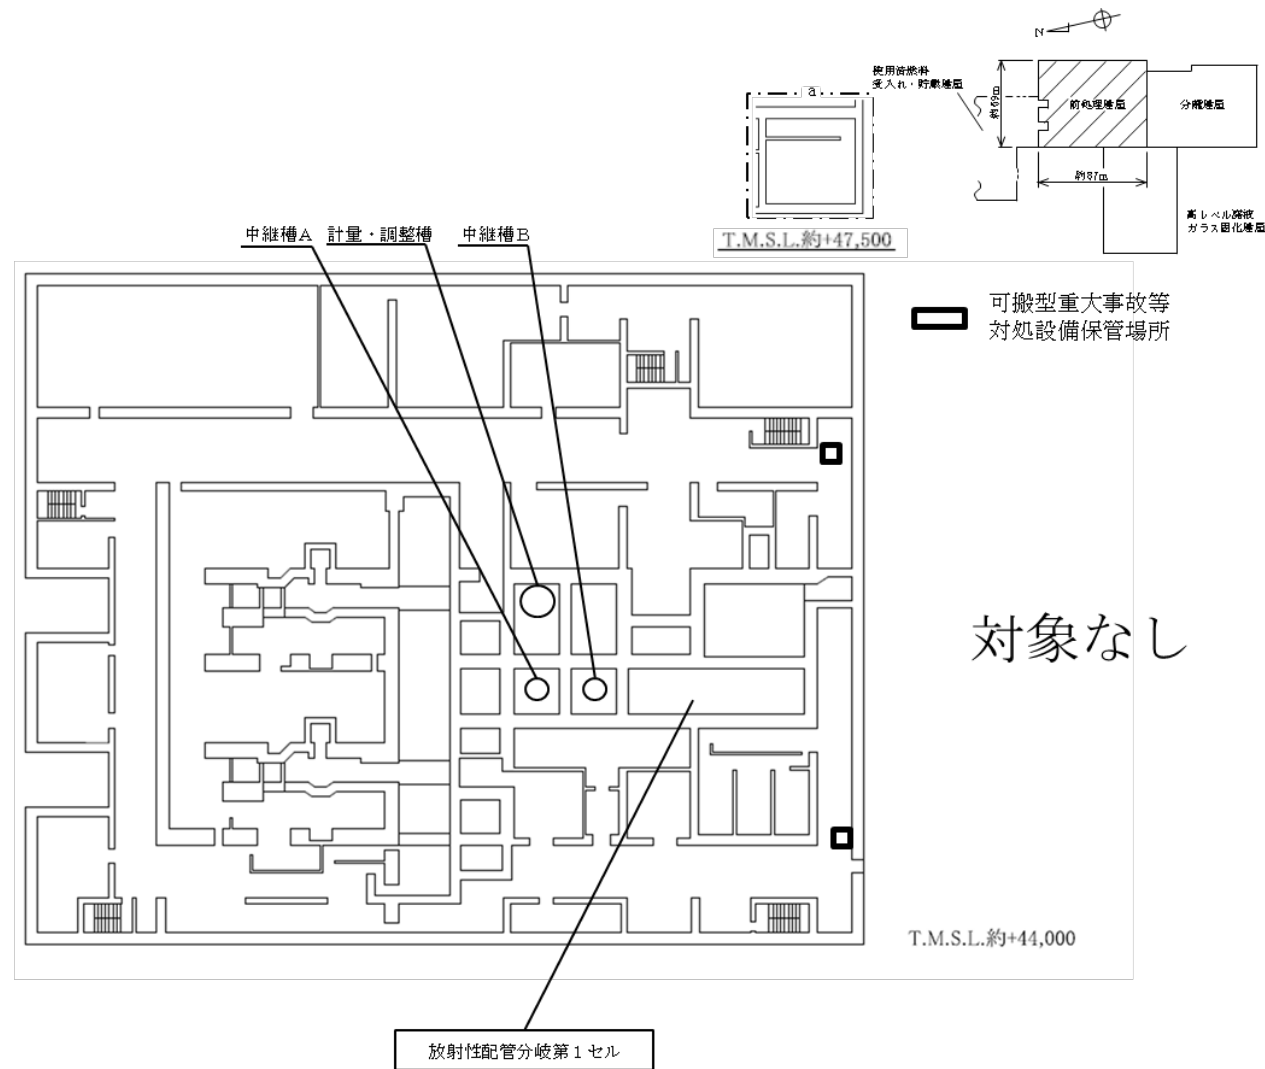 N
使用済燃料
受入れ・貯蔵建屋
約69m
前処理建屋
分離建屋
約87m
高レベル廃液
ガラス固化建屋
a
T.M.S.L.約+47,500
中継槽A
計量・調整槽
中継槽B
可搬型重大事故等
対処設備保管場所
対象なし
T.M.S.L.約+44,000
放射性配管分岐第1セル